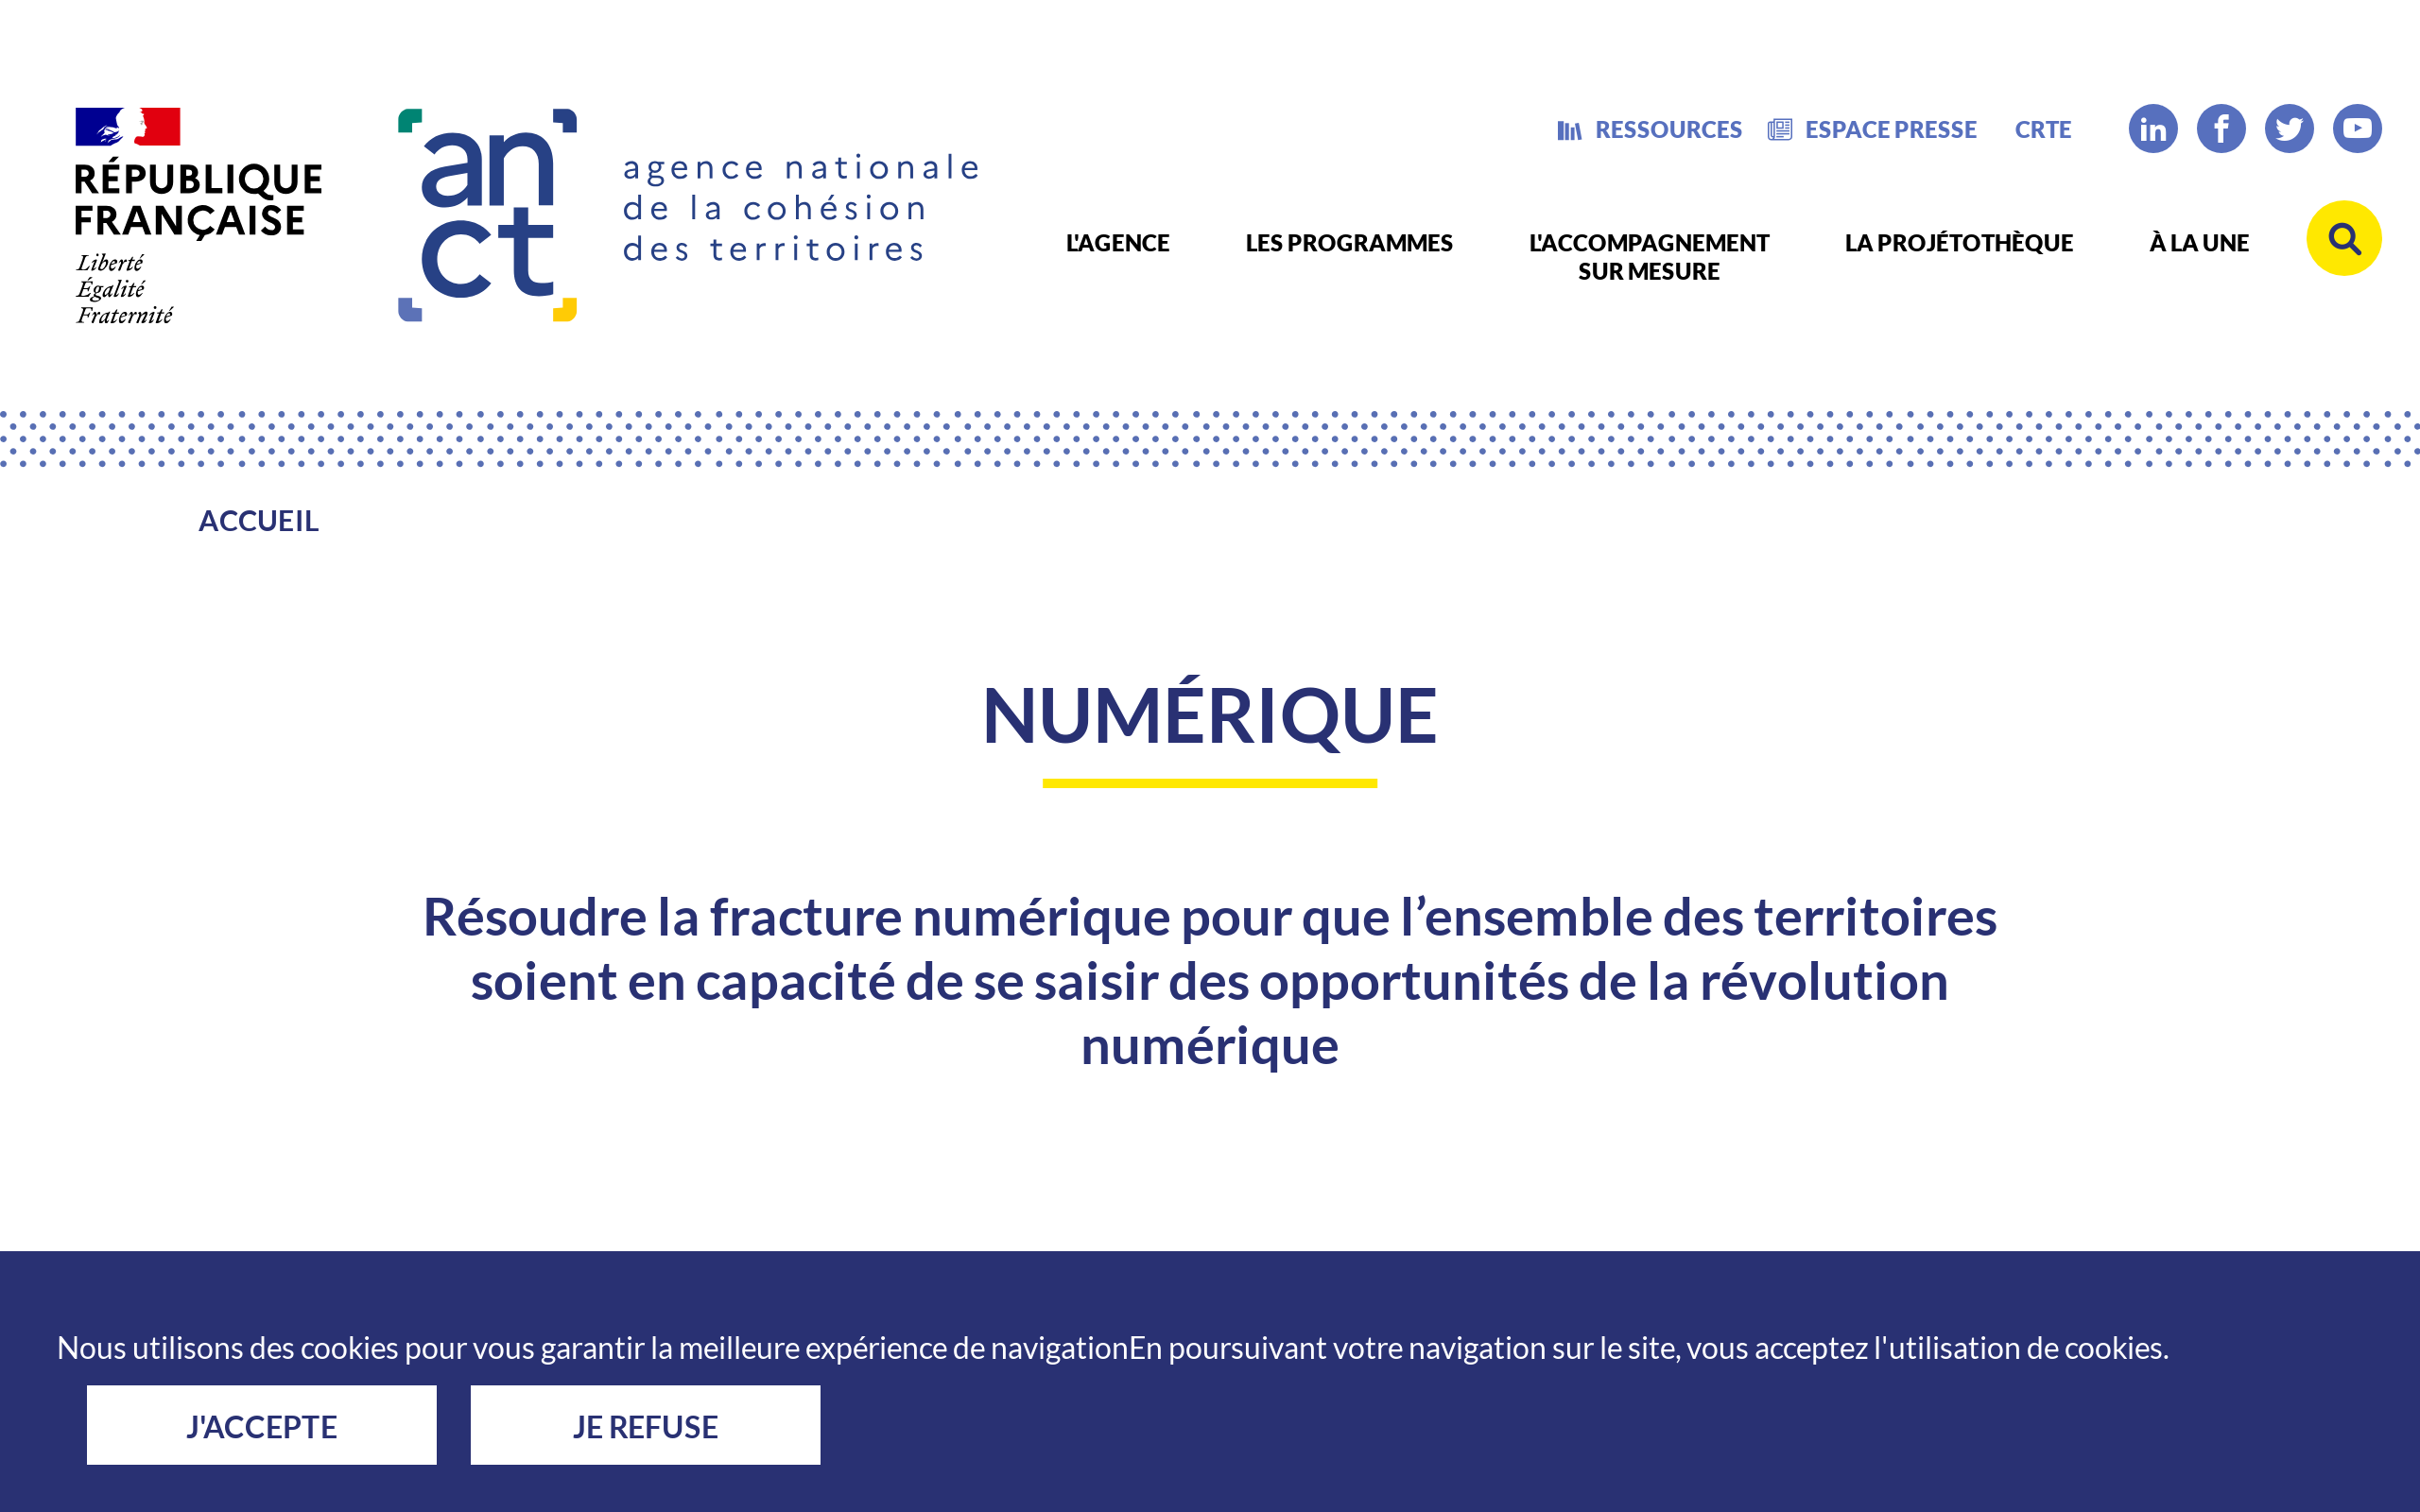 RÉPUBLIQUE
FRANÇAISE
Liberté
Égalité
Fraternité
anct
agence nationale
de la cohésion
des territoires
RESSOURCES
ESPACE PRESSE
CRTE
L'AGENCE
LES PROGRAMMES
L'ACCOMPAGNEMENT
SUR MESURE
LA PROJÉTOTHÈQUE
À LA UNE
ACCUEIL
NUMÉRIQUE
Résoudre la fracture numérique pour que l’ensemble des territoires
soient en capacité de se saisir des opportunités de la révolution
numérique
Nous utilisons des cookies pour vous garantir la meilleure expérience de navigationEn poursuivant votre navigation sur le site, vous acceptez l'utilisation de cookies.
J'ACCEPTE
JE REFUSE